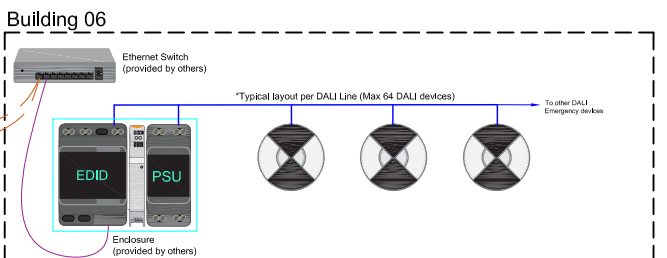 Building 06
Ethernet Switch
(provided by others)
*Typical layout per DALI Line (Max 64 DALI devices)
To other DALI
Emergency devices
EDID
PSU
Enclosure
(provided by others)